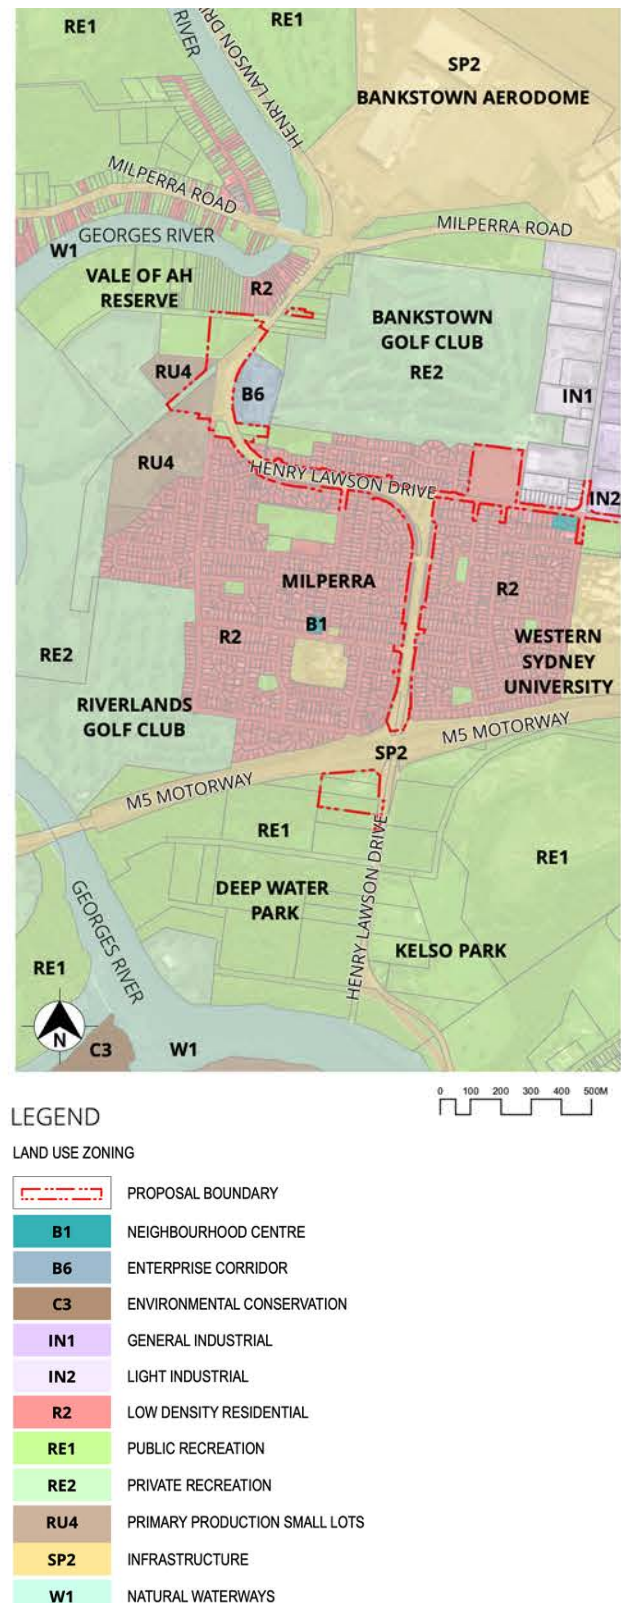 RE1
RE1
RIVER
HENRY LAWSON DRI
SP2
BANKSTOWN AERODOME
MILPERRA ROAD
MILPERRA ROAD
GEORGES RIVER
W1
VALE OF AH
RESERVE
R2
BANKSTOWN
GOLF CLUB
RE2
RU4
B6
IN1
RU4
HENRY LAWSON DRIVE
IN2
MILPERRA
R2
B1
R2
WESTERN
SYDNEY
UNIVERSITY
RE2
RIVERLANDS
GOLF CLUB
M5 MOTORWAY
SP2
M5 MOTORWAY
RE1
RE1
DEEP WATER
PARK
HENRY LAWSON DRIVE
GEORGES RIVER
KELSO PARK
RE1
N
C3
W1
0 100 200 300 400 500M
LEGEND
LAND USE ZONING
PROPOSAL BOUNDARY
B1 NEIGHBOURHOOD CENTRE
B6 ENTERPRISE CORRIDOR
C3 ENVIRONMENTAL CONSERVATION
IN1 GENERAL INDUSTRIAL
IN2 LIGHT INDUSTRIAL
R2 LOW DENSITY RESIDENTIAL
RE1 PUBLIC RECREATION
RE2 PRIVATE RECREATION
RU4 PRIMARY PRODUCTION SMALL LOTS
SP2 INFRASTRUCTURE
W1 NATURAL WATERWAYS